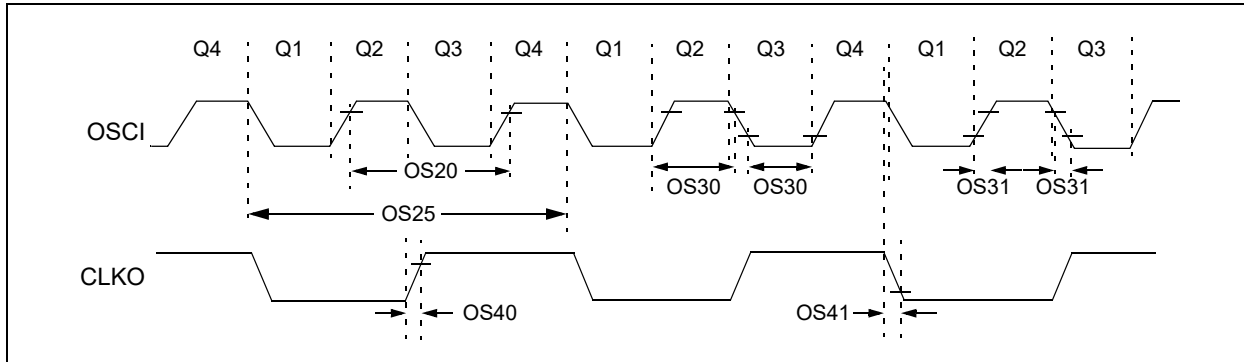 Q4 Q1 Q2 Q3 Q4 Q1 Q2 Q3 Q4 Q1 Q2 Q3
OSCI
OS20
OS30 OS30
OS31 OS31
OS25
CLKO
OS40
OS41